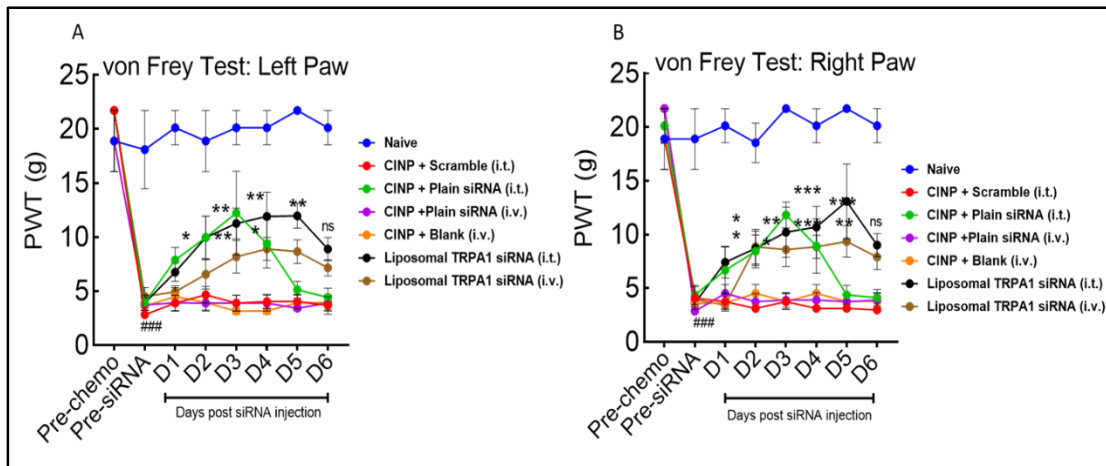 A
von Frey Test: Left Paw
PWT (g)
25
20
15
10
5
0
* ** ** ** * ** ns
###
Pre-chemo
Pre-siRNA
D1
D2
D3
D4
D5
D6
Days post siRNA injection
Naive
CINP + Scramble (i.t.)
CINP + Plain siRNA (i.t.)
CINP +Plain siRNA (i.v.)
CINP + Blank (i.v.)
Liposomal TRPA1 siRNA (i.t.)
Liposomal TRPA1 siRNA (i.v.)
B
von Frey Test: Right Paw
PWT (g)
25
20
15
10
5
0
###
ns
Pre-chemo
Pre-siRNA
D1
D2
D3
D4
D5
D6
Days post siRNA injection
Naive
CINP + Scramble (i.t.)
CINP + Plain siRNA (i.t.)
CINP +Plain siRNA (i.v.)
CINP + Blank (i.v.)
Liposomal TRPA1 siRNA (i.t.)
Liposomal TRPA1 siRNA (i.v.)